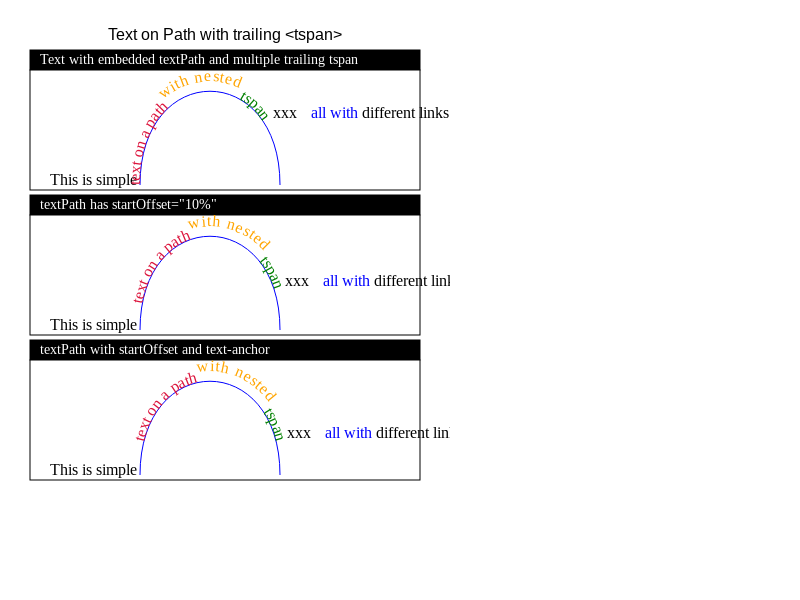 Text on Path with trailing <tspan>
Text with embedded textPath and multiple trailing tspan
This is simple text on a path with nested tspan xxx all with different links
textPath has startOffset="10%"
This is simple text on a path with nested tspan xxx all with different link
textPath with startOffset and text-anchor
This is simple text on a path with nested tspan xxx all with different lin